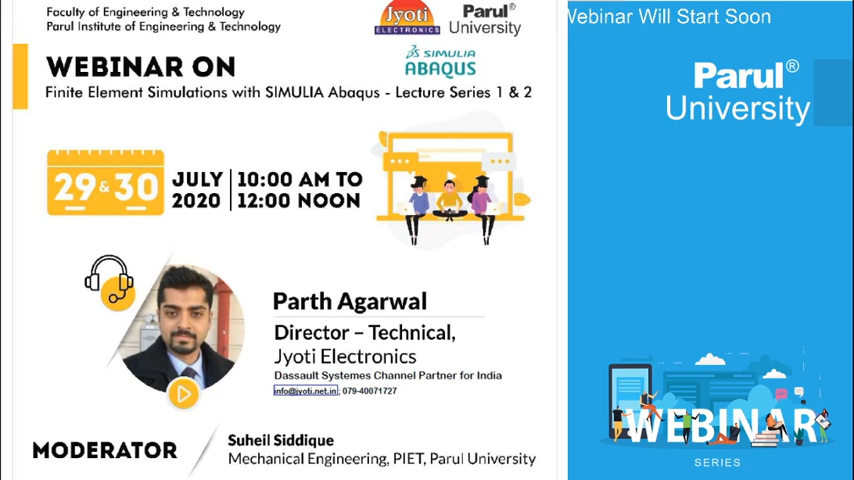 Faculty of Engineering & Technology
Parul Institute of Engineering & Technology
Jyoti
ELECTRONICS
Parul®
University
WEBINAR ON
SIMULIA
ABAQUS
Finite Element Simulations with SIMULIA Abaqus - Lecture Series 1 & 2
29 & 30
JULY
2020
10:00 AM TO
12:00 NOON
Parth Agarwal
Director – Technical,
Jyoti Electronics
Dassault Systemes Channel Partner for India
info@jyoti.net.in; 079-40071727
MODERATOR
Suheil Siddique
Mechanical Engineering, PIET, Parul University
Webinar Will Start Soon
Parul®
University
WEBINAR
SERIES